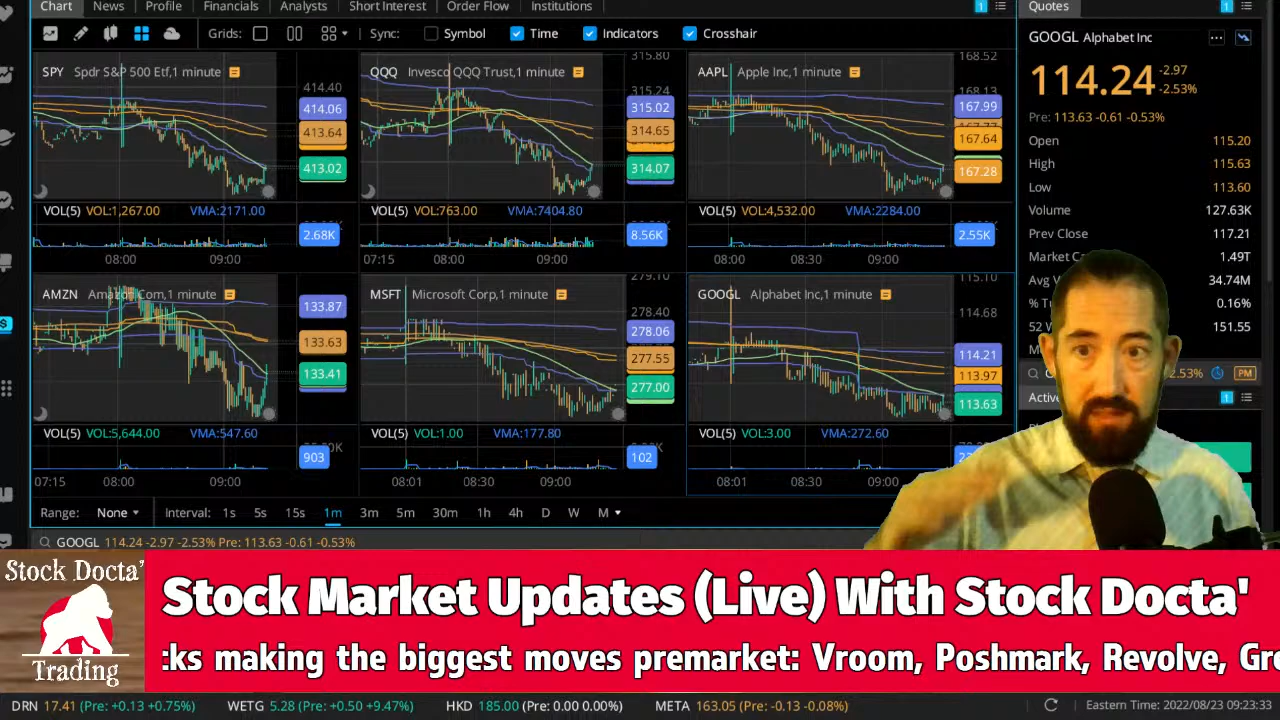 Chart News Profile Financials Analysts Short Interest Order Flow Institutions 1
Quotes 1
Grids: Sync: Symbol Time Indicators Crosshair
GOOGL Alphabet Inc
114.24 -2.97
-2.53%
Pre: 113.63 -0.61 -0.53%
Open 115.20
High 115.63
Low 113.60
Volume 127.63K
Prev Close 117.21
Market 1.49T
Avg 34.74M
% 0.16%
52 151.55
2.53% PM
1
SPY Spdr S&P 500 Etf,1 minute
414.40
414.06
413.64
413.02
VOL(5) VOL:1,267.00 VMA:2171.00
2.68K
08:00 09:00
QQQ Invesco QQQ Trust,1 minute
315.80
315.24
315.02
314.65
314.07
VOL(5) VOL:763.00 VMA:7404.80
8.56K
07:15 08:00 09:00
AAPL Apple Inc,1 minute
168.52
168.13
167.99
167.64
167.28
VOL(5) VOL:4,532.00 VMA:2284.00
2.55K
08:00 08:30 09:00
AMZN Amazon Com,1 minute
133.87
133.63
133.41
VOL(5) VOL:5,644.00 VMA:547.60
903
07:15 08:00 09:00
MSFT Microsoft Corp,1 minute
279.10
278.40
278.06
277.55
277.00
VOL(5) VOL:1.00 VMA:177.80
102
08:01 08:30 09:00
GOOGL Alphabet Inc,1 minute
115.10
114.68
114.21
113.97
113.63
VOL(5) VOL:3.00 VMA:272.60
08:01 08:30 09:00
Range: None Interval: 1s 5s 15s 1m 3m 5m 30m 1h 4h D W M
GOOGL 114.24 -2.97 -2.53% Pre: 113.63 -0.61 -0.53%
Stock Docta'
Trading
Stock Market Updates (Live) With Stock Docta'
:ks making the biggest moves premarket: Vroom, Poshmark, Revolve, Gr
DRN 17.41 (Pre: +0.13 +0.75%) WETG 5.28 (Pre: +0.50 +9.47%) HKD 185.00 (Pre: 0.00 0.00%) META 163.05 (Pre: -0.13 -0.08%) Eastern Time: 2022/08/23 09:23:33